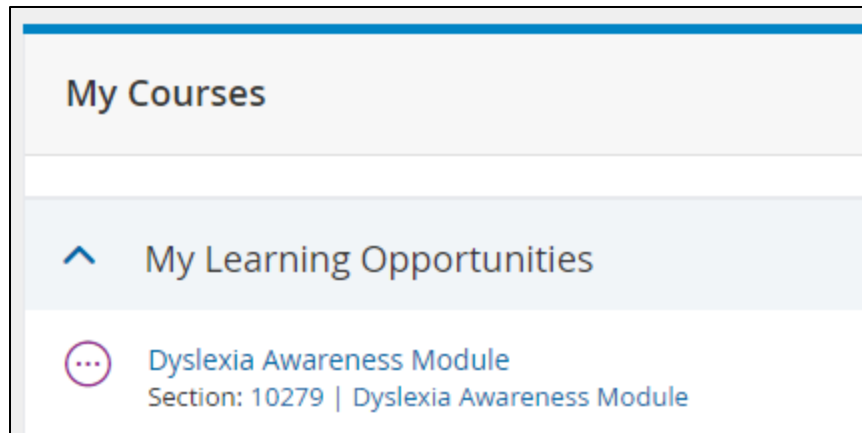 My Courses
My Learning Opportunities
Dyslexia Awareness Module
Section: 10279 | Dyslexia Awareness Module